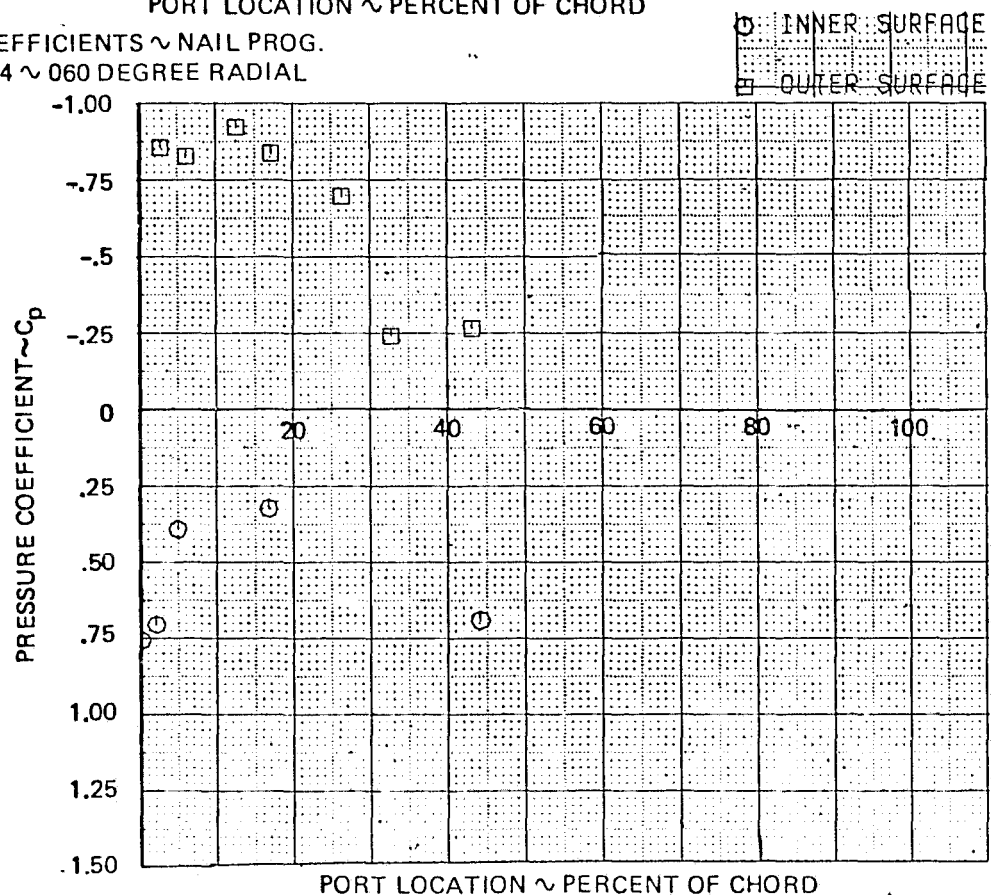 PORT LOCATION ~ PERCENT OF CHORD
EFFICIENTS ~ NAIL PROG.
4 ~ 060 DEGREE RADIAL
INNER SURFACE
OUTER SURFACE
-1.00
-.75
-.5
-.25
0
.25
.50
.75
1.00
1.25
1.50
20
40
60
80
100
PRESSURE COEFFICIENT~Cp
PORT LOCATION ~ PERCENT OF CHORD